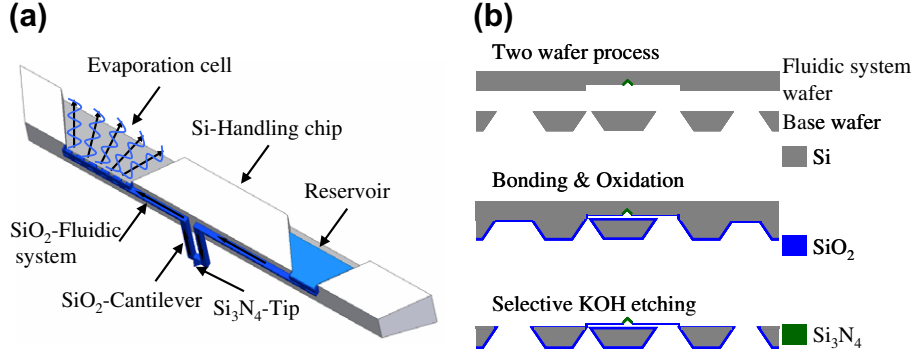 (a)
Evaporation cell
Si-Handling chip
Reservoir
SiO₂-Fluidic
system
SiO₂-Cantilever
Si₃N₄-Tip
(b)
Two wafer process
Fluidic system
wafer
Base wafer
Si
Bonding & Oxidation
SiO₂
Selective KOH etching
Si₃N₄